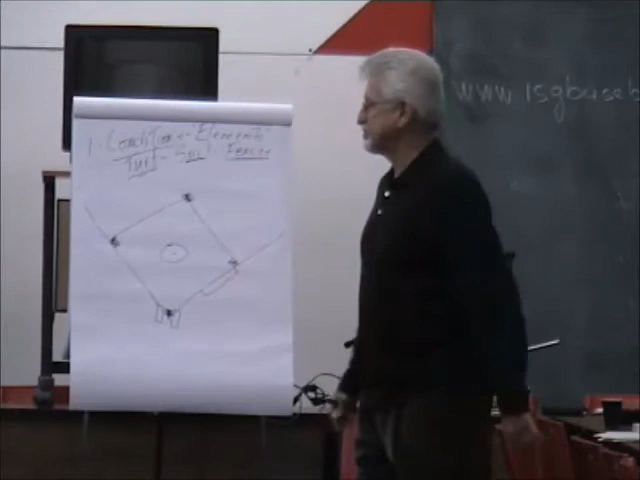 1. Conditions - Elements
Turf - Soil, Fences
www isgbaseb